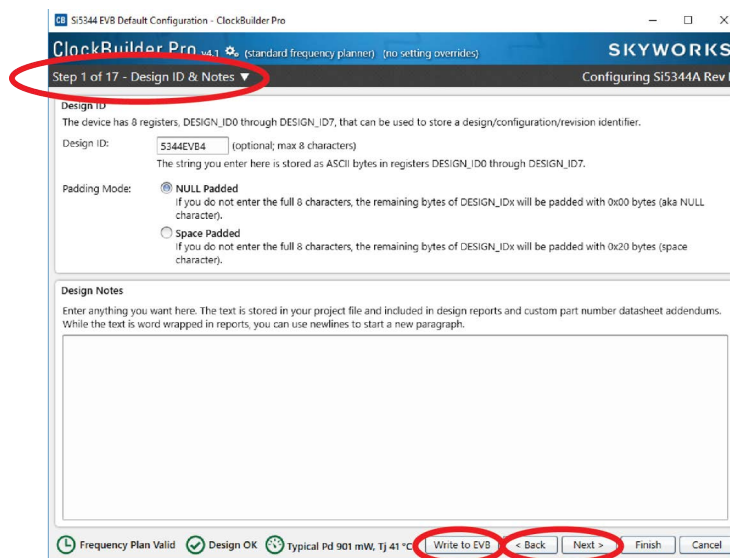 CB Si5344 EVB Default Configuration - ClockBuilder Pro
ClockBuilder Pro v4.1 (standard frequency planner) (no setting overrides) SKYWORKS
Step 1 of 17 - Design ID & Notes ▼ Configuring Si5344A Rev
Design ID
The device has 8 registers, DESIGN_ID0 through DESIGN_ID7, that can be used to store a design/configuration/revision identifier.
Design ID: 5344EVB4 (optional; max 8 characters)
The string you enter here is stored as ASCII bytes in registers DESIGN_ID0 through DESIGN_ID7.
Padding Mode: NULL Padded
If you do not enter the full 8 characters, the remaining bytes of DESIGN_IDx will be padded with 0x00 bytes (aka NULL
character).
Space Padded
If you do not enter the full 8 characters, the remaining bytes of DESIGN_IDx will be padded with 0x20 bytes (space
character).
Design Notes
Enter anything you want here. The text is stored in your project file and included in design reports and custom part number datasheet addendums.
While the text is word wrapped in reports, you can use newlines to start a new paragraph.
Frequency Plan Valid Design OK Typical Pd 901 mW, Tj 41 °C Write to EVB < Back Next > Finish Cancel